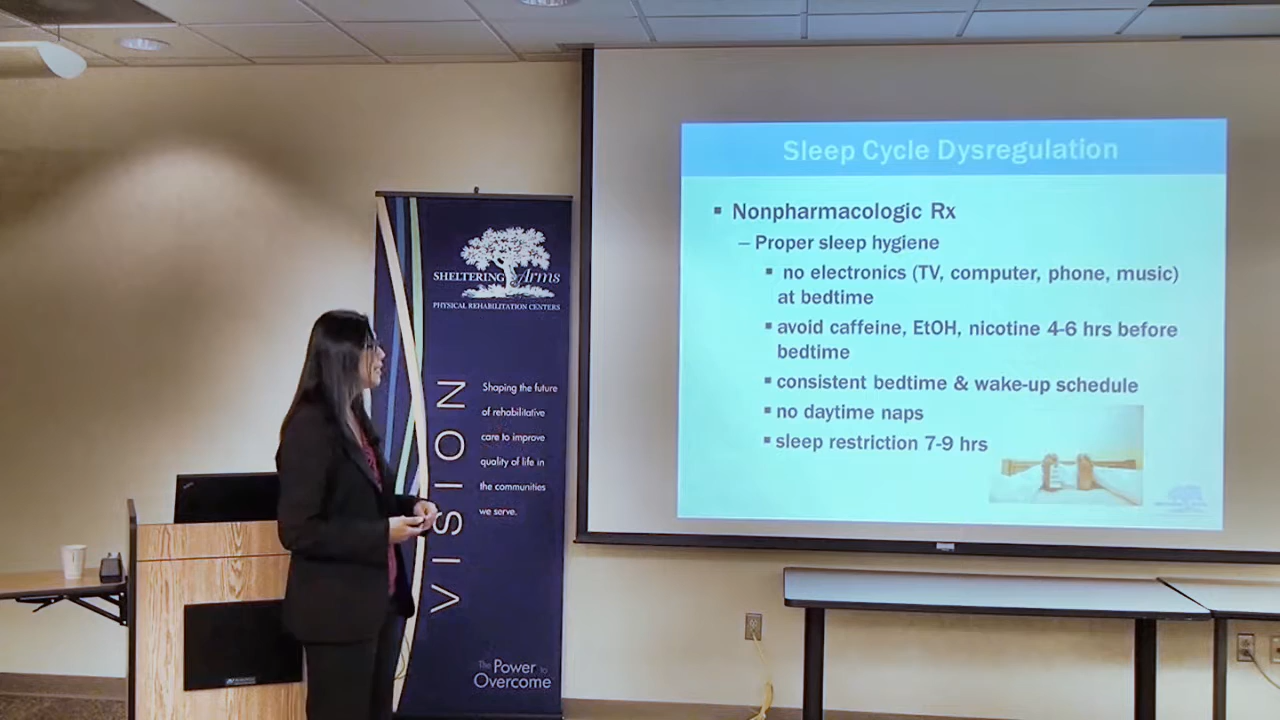 Sleep Cycle Dysregulation
▪ Nonpharmacologic Rx
– Proper sleep hygiene
▪ no electronics (TV, computer, phone, music)
at bedtime
▪ avoid caffeine, EtOH, nicotine 4-6 hrs before
bedtime
▪ consistent bedtime & wake-up schedule
▪ no daytime naps
▪ sleep restriction 7-9 hrs
SHELTERING Arms
PHYSICAL REHABILITATION CENTERS
VISION
Shaping the future
of rehabilitative
care to improve
quality of life in
the communities
we serve.
The Power to
Overcome